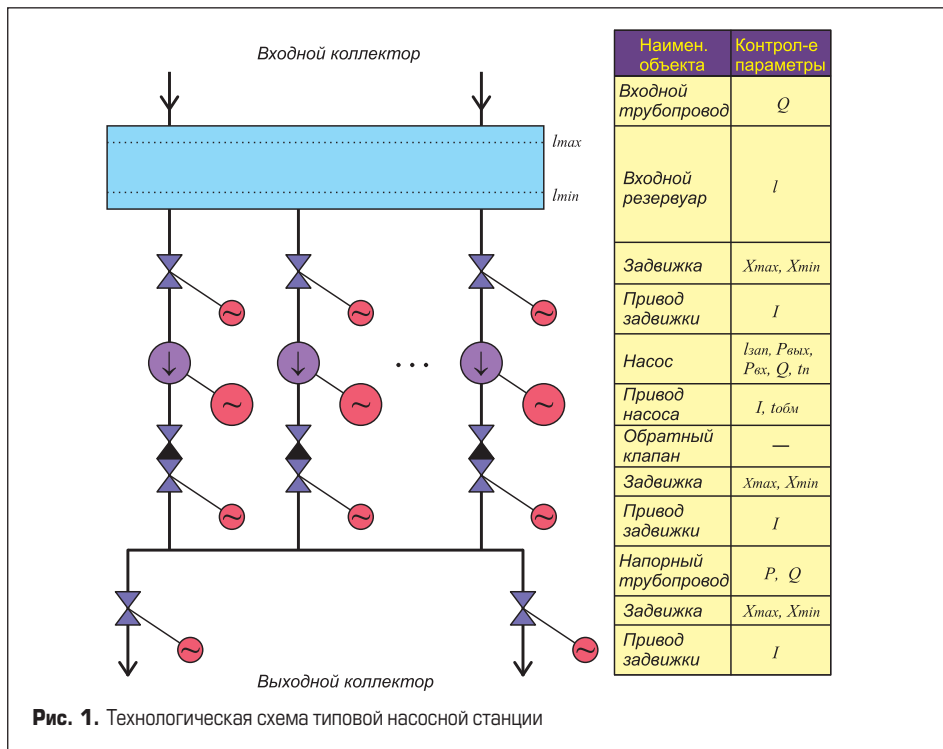 Входной коллектор
lmax
lmin
. . .
Выходной коллектор
Наимен. объекта
Контрол-е параметры
Входной трубопровод
Q
Входной резервуар
l
Задвижка
Xmax, Xmin
Привод задвижки
I
Насос
lзап, Pвых,
Pвх, Q, tп
Привод насоса
I, tобм
Обратный клапан
—
Задвижка
Xmax, Xmin
Привод задвижки
I
Напорный трубопровод
P, Q
Задвижка
Xmax, Xmin
Привод задвижки
I
Рис. 1. Технологическая схема типовой насосной станции